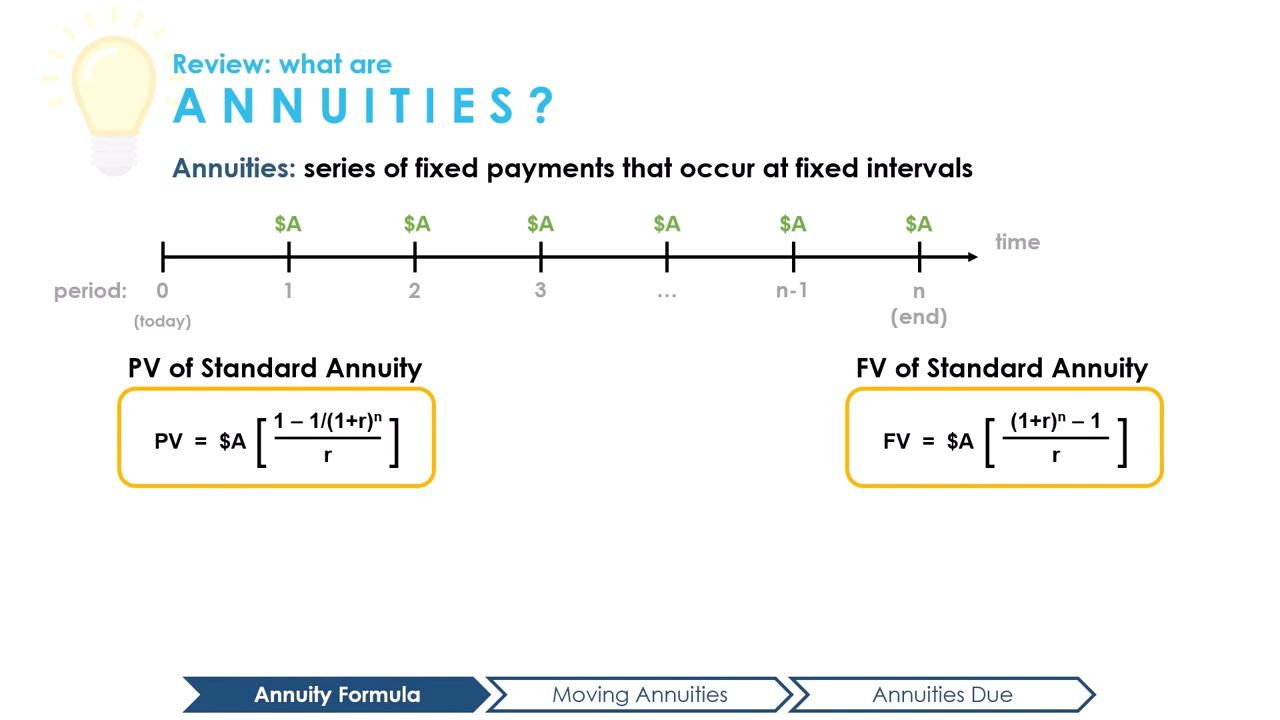 Review: what are
ANNUITIES?
Annuities: series of fixed payments that occur at fixed intervals
$A $A $A $A $A $A
time
period: 0 1 2 3 ... n-1 n
(today) (end)
PV of Standard Annuity FV of Standard Annuity
PV = $A [ 1 – 1/(1+r)ⁿ / r ] FV = $A [ (1+r)ⁿ – 1 / r ]
Annuity Formula Moving Annuities Annuities Due